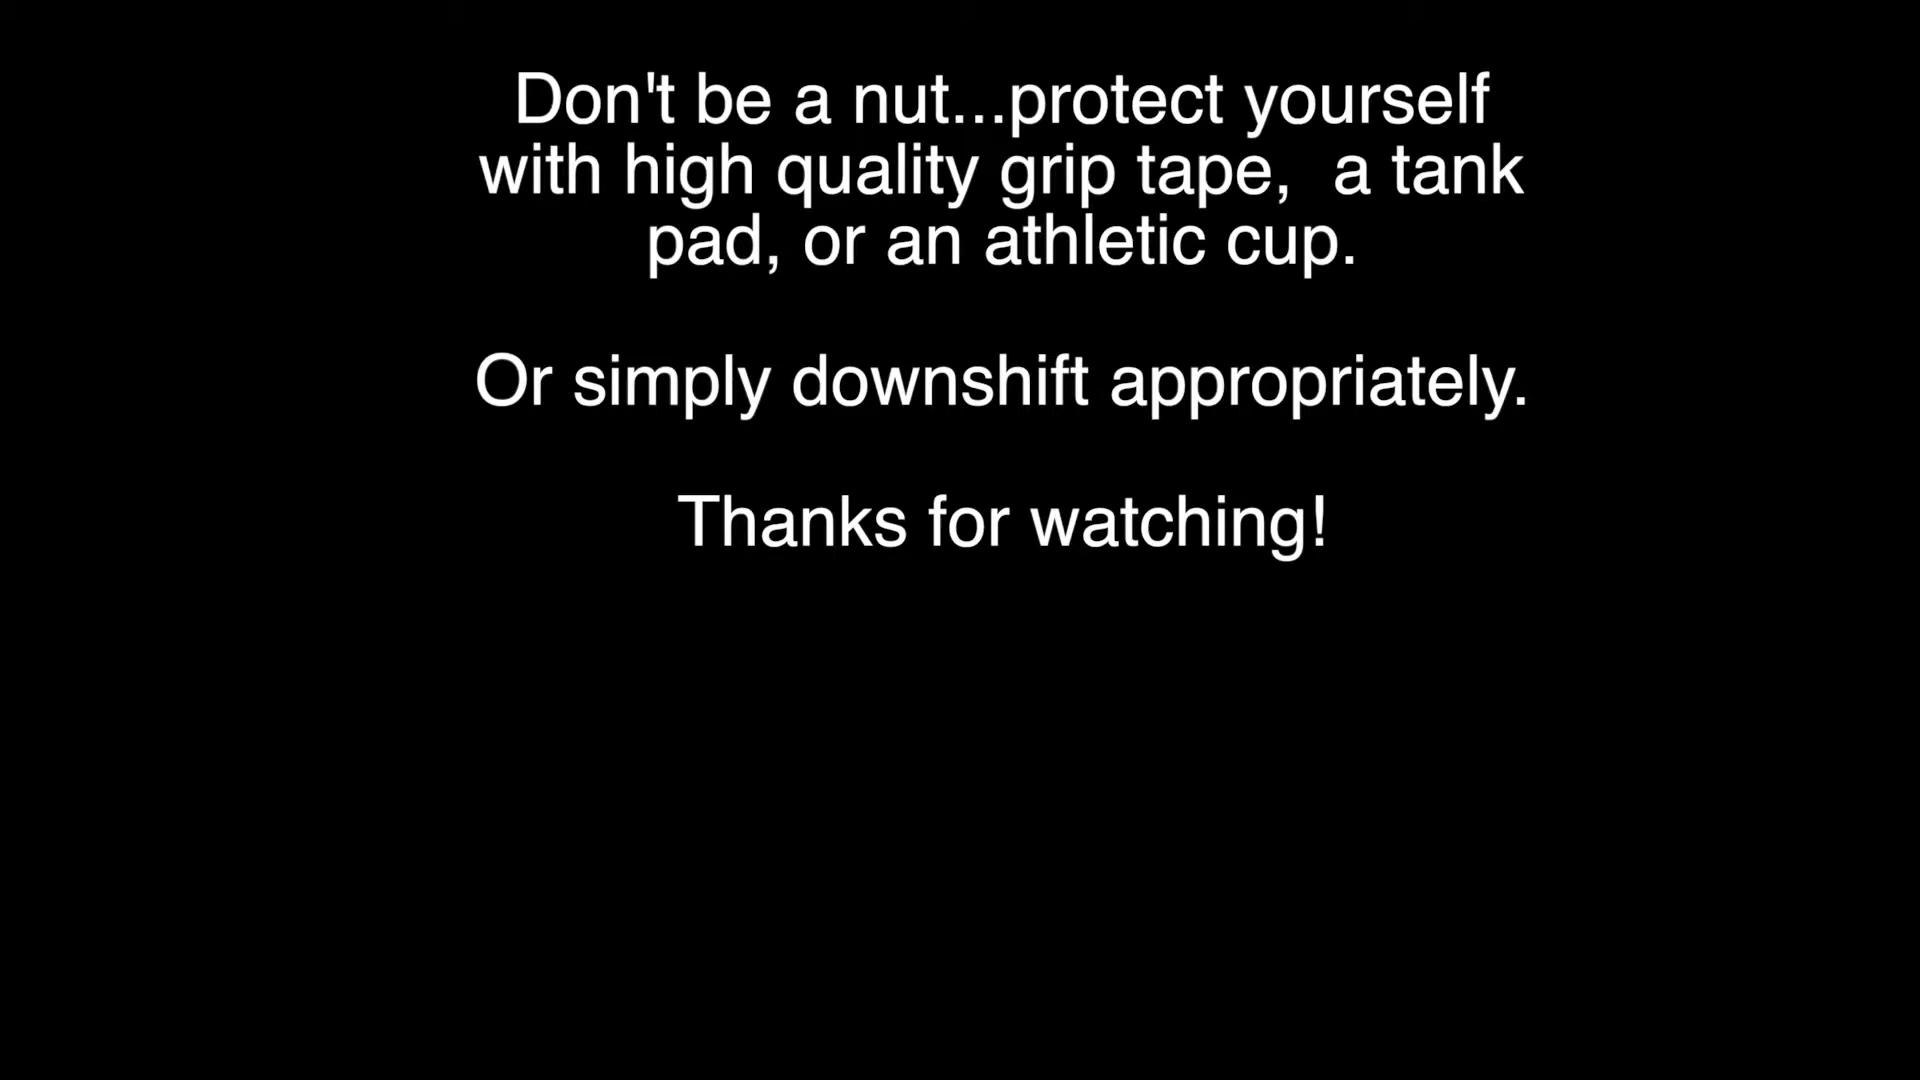 Don't be a nut...protect yourself
with high quality grip tape,  a tank
pad, or an athletic cup.
Or simply downshift appropriately.
Thanks for watching!